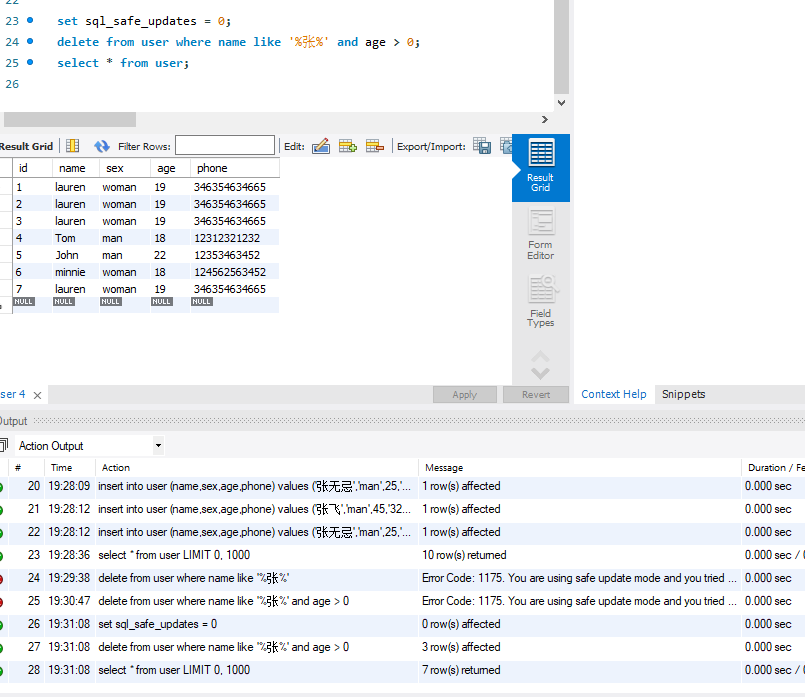 22
23 set sql_safe_updates = 0;
24 delete from user where name like '%张%' and age > 0;
25 select * from user;
26
Result Grid Filter Rows: Edit: Export/Import:
id name sex age phone
1 lauren woman 19 346354634665
2 lauren woman 19 346354634665
3 lauren woman 19 346354634665
4 Tom man 18 12312321232
5 John man 22 12353463452
6 minnie woman 18 124562563452
7 lauren woman 19 346354634665
NULL NULL NULL NULL NULL
Result
Grid
Form
Editor
Field
Types
ser 4 Apply Revert Context Help Snippets
Output
Action Output
# Time Action Message Duration / Fe
20 19:28:09 insert into user (name,sex,age,phone) values ('张无忌','man',25,'... 1 row(s) affected 0.000 sec
21 19:28:12 insert into user (name,sex,age,phone) values ('张飞','man',45,'32... 1 row(s) affected 0.000 sec
22 19:28:12 insert into user (name,sex,age,phone) values ('张无忌','man',25,'... 1 row(s) affected 0.000 sec
23 19:28:36 select * from user LIMIT 0, 1000 10 row(s) returned 0.000 sec / 0
24 19:29:38 delete from user where name like '%张%' Error Code: 1175. You are using safe update mode and you tried ... 0.000 sec
25 19:30:47 delete from user where name like '%张%' and age > 0 Error Code: 1175. You are using safe update mode and you tried ... 0.000 sec
26 19:31:08 set sql_safe_updates = 0 0 row(s) affected 0.000 sec
27 19:31:08 delete from user where name like '%张%' and age > 0 3 row(s) affected 0.000 sec
28 19:31:08 select * from user LIMIT 0, 1000 7 row(s) returned 0.000 sec / 0